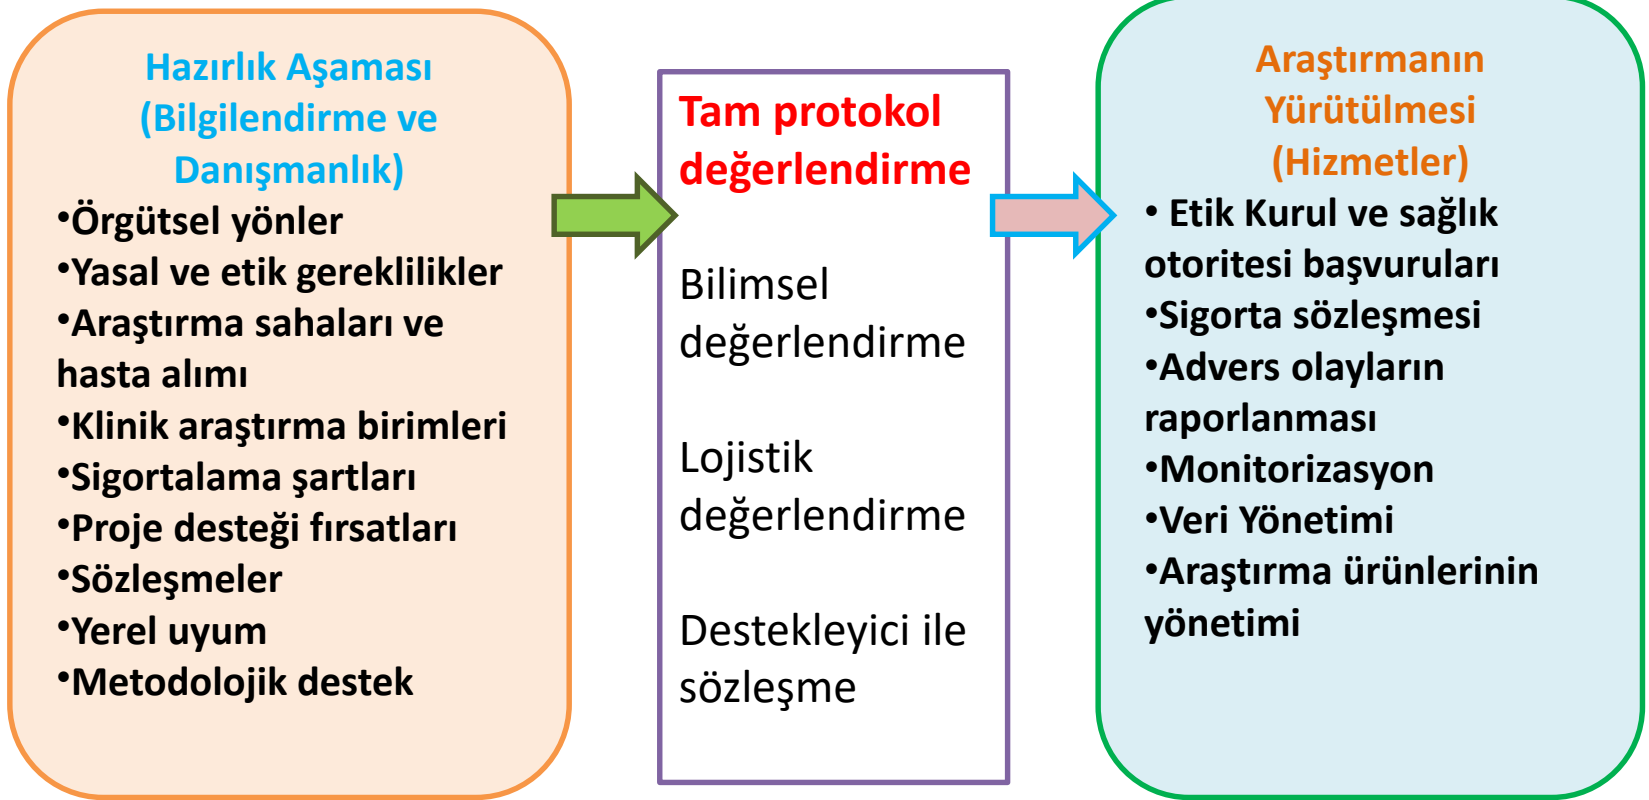 Hazırlık Aşaması
(Bilgilendirme ve
Danışmanlık)
•Örgütsel yönler
•Yasal ve etik gereklilikler
•Araştırma sahaları ve
hasta alımı
•Klinik araştırma birimleri
•Sigortalama şartları
•Proje desteği fırsatları
•Sözleşmeler
•Yerel uyum
•Metodolojik destek
Tam protokol
değerlendirme
Bilimsel
değerlendirme
Lojistik
değerlendirme
Destekleyici ile
sözleşme
Araştırmanın
Yürütülmesi
(Hizmetler)
• Etik Kurul ve sağlık
otoritesi başvuruları
•Sigorta sözleşmesi
•Advers olayların
raporlanması
•Monitorizasyon
•Veri Yönetimi
•Araştırma ürünlerinin
yönetimi